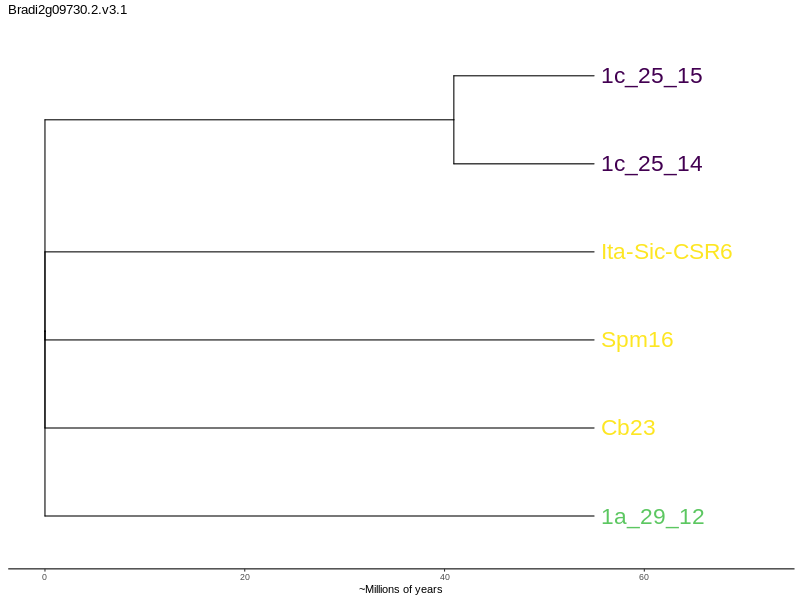 Bradi2g09730.2.v3.1
1c_25_15
1c_25_14
Ita-Sic-CSR6
Spm16
Cb23
1a_29_12
0 20 40 60
~Millions of years